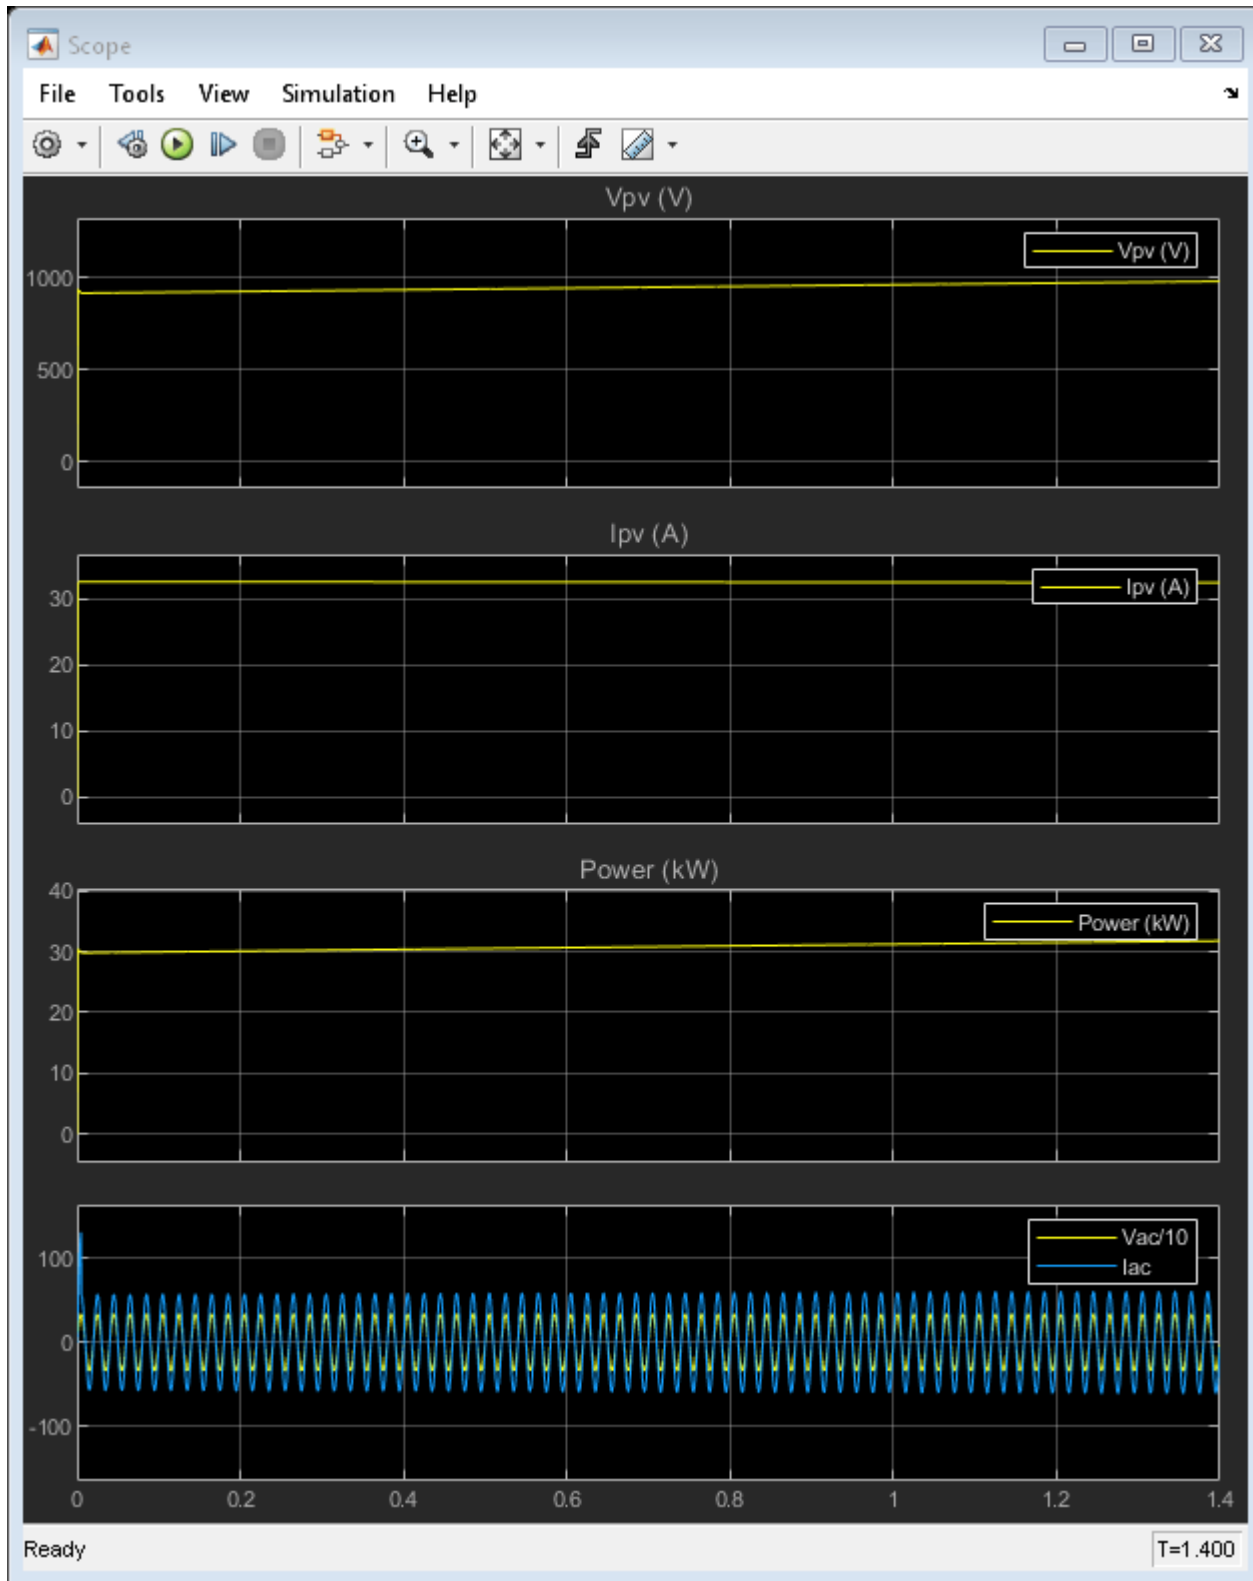 Scope
File Tools View Simulation Help
Vpv (V)
Vpv (V)
1000
500
0
Ipv (A)
Ipv (A)
30
20
10
0
Power (kW)
Power (kW)
40
30
20
10
0
Vac/10
Iac
100
0
-100
0 0.2 0.4 0.6 0.8 1 1.2 1.4
Ready T=1.400